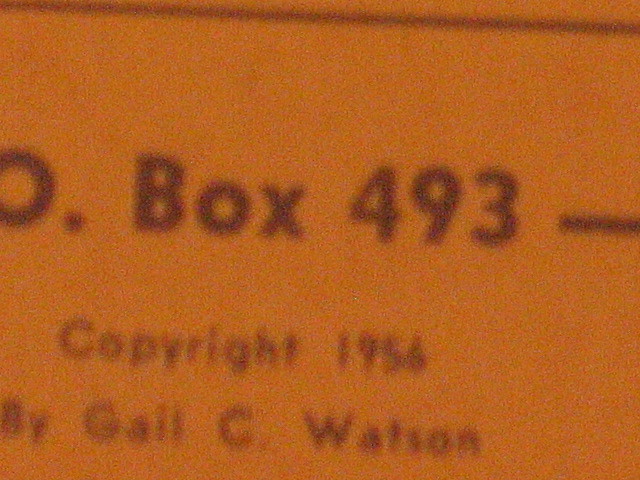 O. Box 493 —
Copyright 1956
By Gail C. Watson